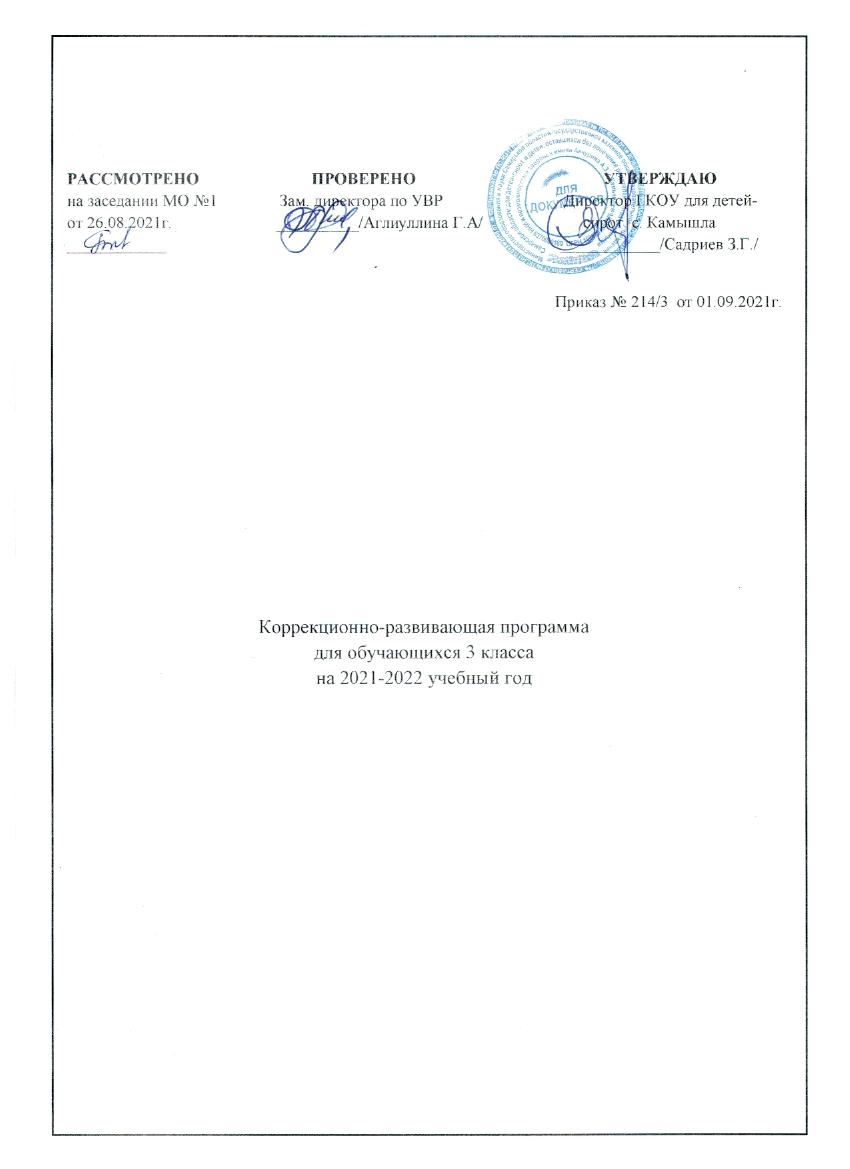 РАССМОТРЕНО
на заседании МО №1
от 26.08.2021г.
ПРОВЕРЕНО
Зам. директора по УВР
/Аглиуллина Г.А/
УТВЕРЖДАЮ
Директор ГКОУ для детей-
сирот с. Камышла
/Садриев З.Г./
Приказ № 214/3 от 01.09.2021г.
ДЛЯ
ДОКУМЕНТОВ
Коррекционно-развивающая программа
для обучающихся 3 класса
на 2021-2022 учебный год